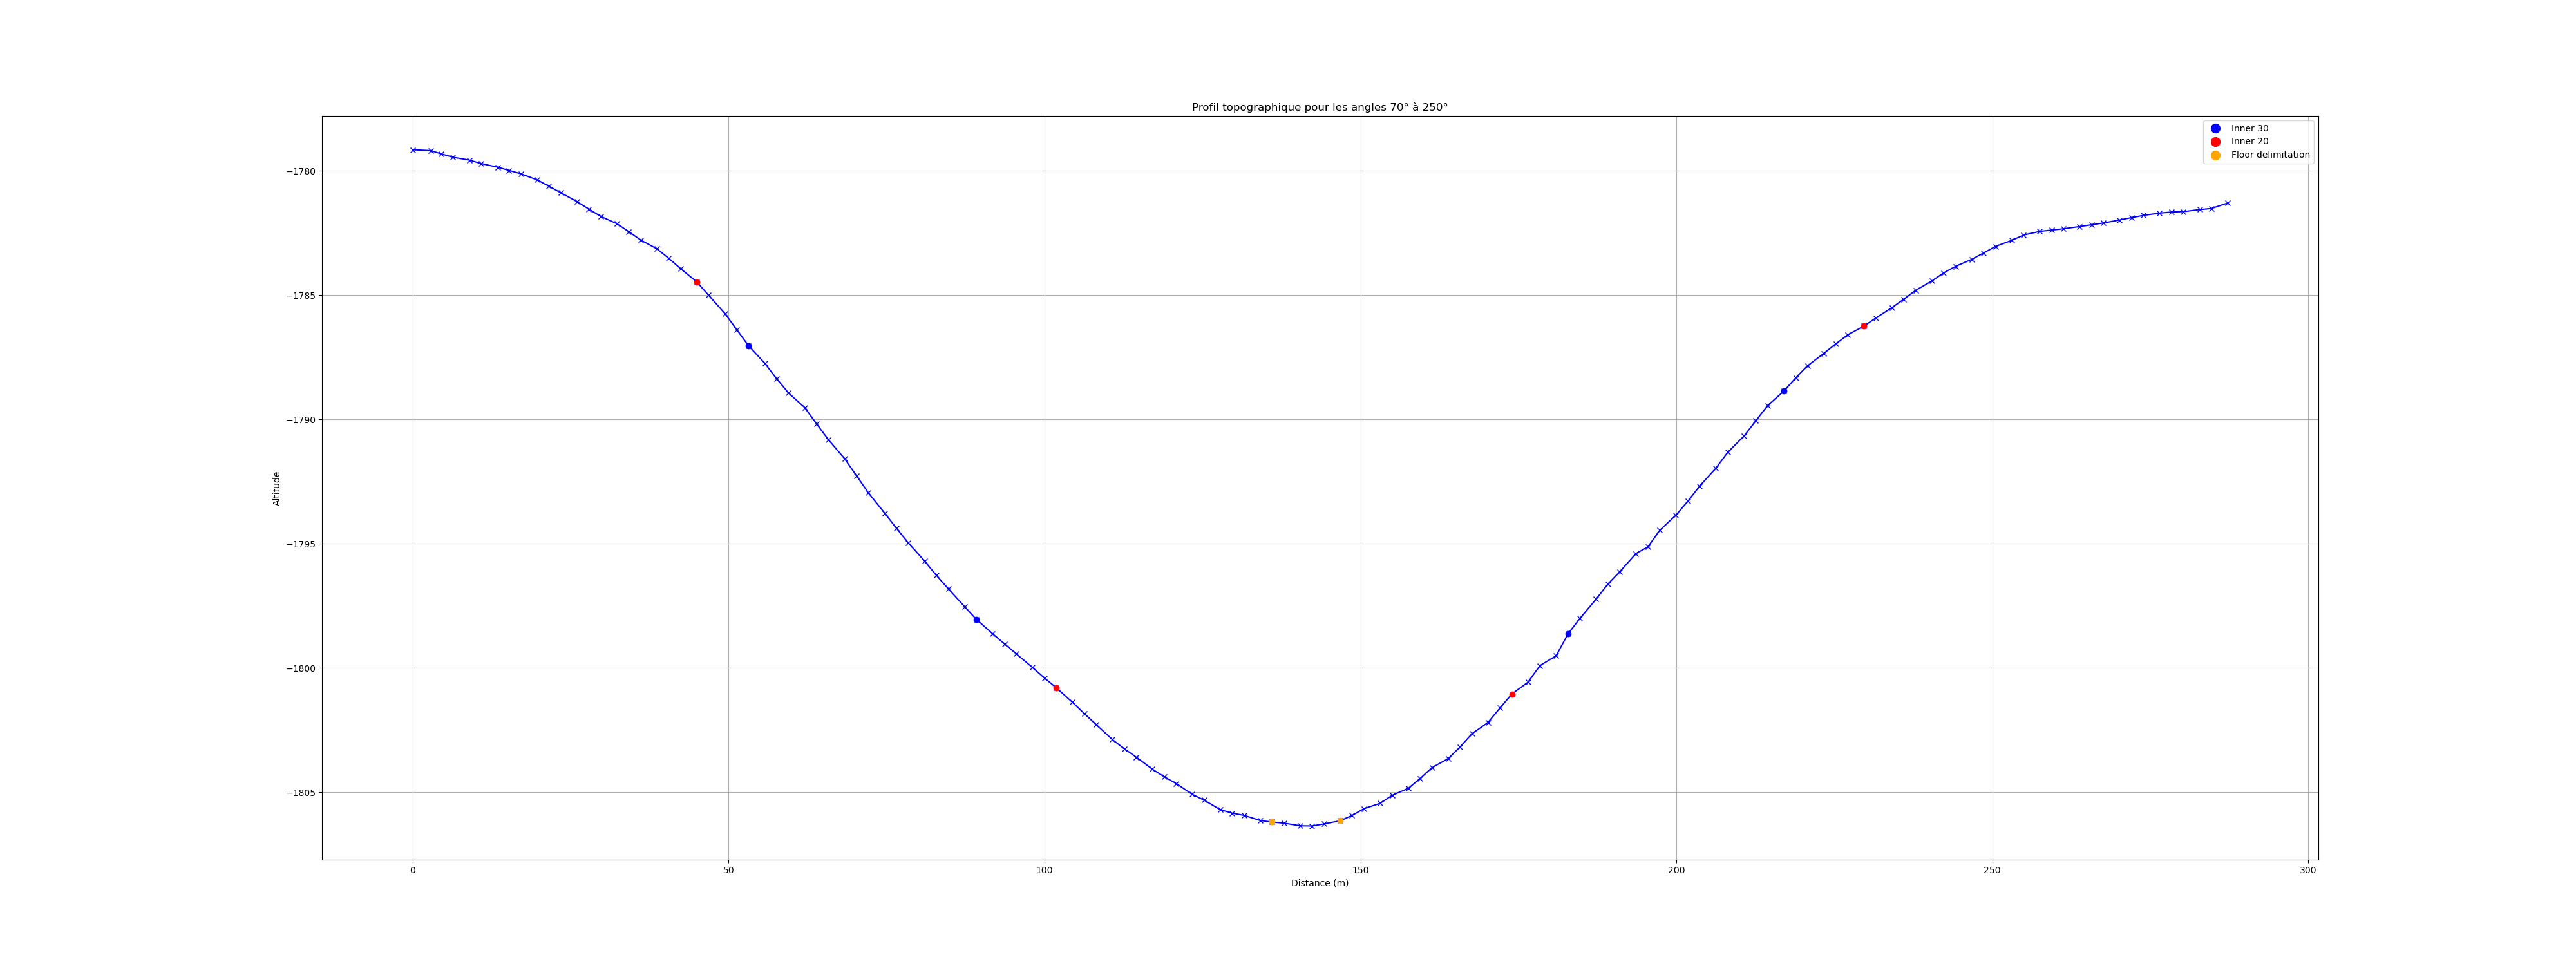 Profil topographique pour les angles 70° à 250°
Inner 30
Inner 20
Floor delimitation
−1780
−1785
−1790
−1795
−1800
−1805
Altitude
0 50 100 150 200 250 300
Distance (m)